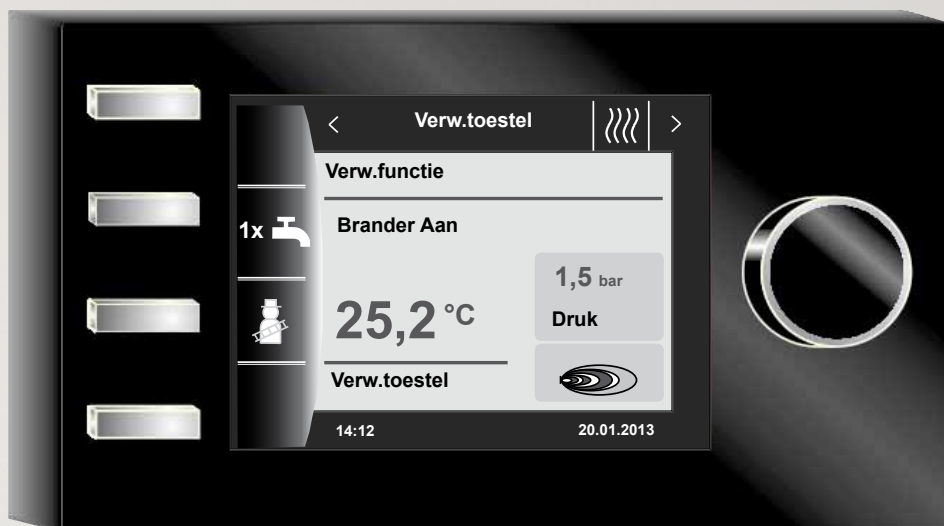 Verw.toestel
Verw.functie
1x
Brander Aan
1,5 bar
25,2 °C
Druk
Verw.toestel
14:12
20.01.2013